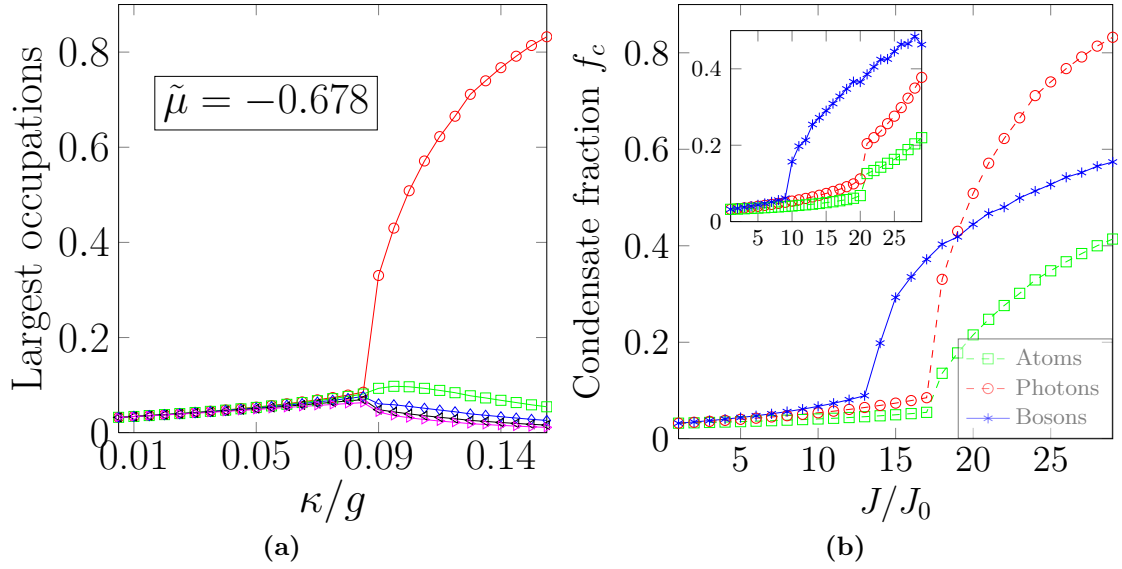 Largest occupations
0.8
0.6
0.4
0.2
0
μ̃ = −0.678
0.01 0.05 0.09 0.14
κ/g
(a)
Condensate fraction f_c
0.8
0.6
0.4
0.2
0
0.4
0.2
0
5 10 15 20 25
Atoms
Photons
Bosons
5 10 15 20 25
J/J₀
(b)